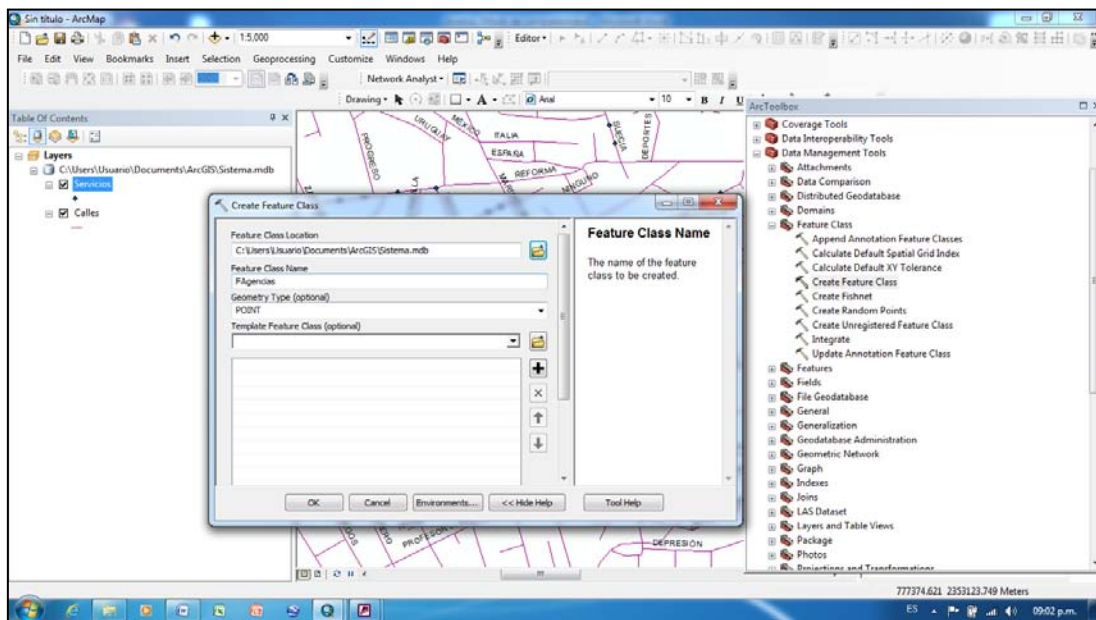 Sin título - ArcMap
1:5,000
Editor
File Edit View Bookmarks Insert Selection Geoprocessing Customize Windows Help
Network Analyst
Drawing A Arial 10 B I U
Table Of Contents
Layers
C:\Users\Usuario\Documents\ArcGIS\Sistema.mdb
Servicios
Calles
PROGRESO
URUGUAY
MEXICO
ITALIA
ESPAÑA
REFORMA
NINGUNO
SUECIA
DEPORTES
Create Feature Class
Feature Class Location
C:\Users\Usuario\Documents\ArcGIS\Sistema.mdb
Feature Class Name
FAgencias
Geometry Type (optional)
POINT
Template Feature Class (optional)
OK Cancel Environments... << Hide Help Tool Help
Feature Class Name
The name of the feature
class to be created.
DEPRESIÓN
ArcToolbox
Coverage Tools
Data Interoperability Tools
Data Management Tools
Attachments
Data Comparison
Distributed Geodatabase
Domains
Feature Class
Append Annotation Feature Classes
Calculate Default Spatial Grid Index
Calculate Default XY Tolerance
Create Feature Class
Create Fishnet
Create Random Points
Create Unregistered Feature Class
Integrate
Update Annotation Feature Class
Features
Fields
File Geodatabase
General
Generalization
Geodatabase Administration
Geometric Network
Graph
Indexes
Joins
LAS Dataset
Layers and Table Views
Package
Photos
Projections and Transformations
777374.621 2353123.749 Meters
ES 09:02 p.m.